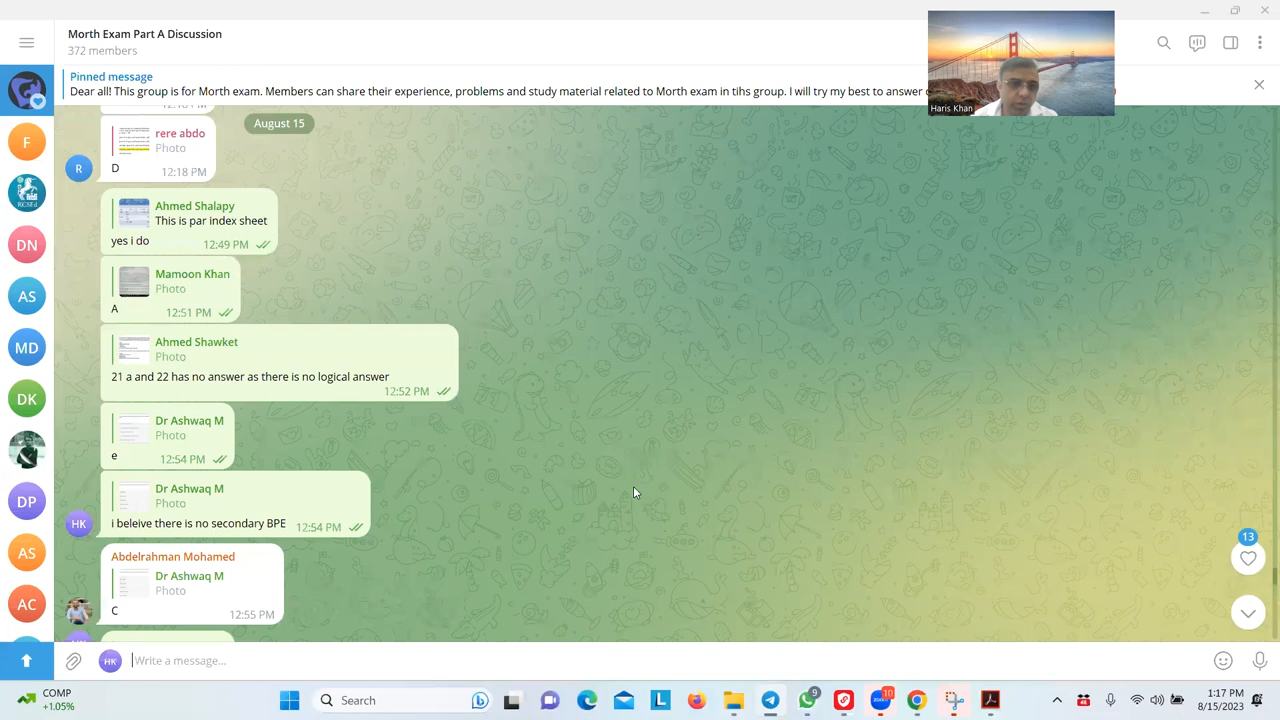 Morth Exam Part A Discussion
372 members
Pinned message
Dear all! This group is for Morth exam. Members can share their experience, problems and study material related to Morth exam in tihs group. I will try my best to answer
Haris Khan
August 15
rere abdo
Photo
D
12:18 PM
R
Ahmed Shalapy
This is par index sheet
yes i do
12:49 PM
Mamoon Khan
Photo
A
12:51 PM
Ahmed Shawket
Photo
21 a and 22 has no answer as there is no logical answer
12:52 PM
Dr Ashwaq M
Photo
e
12:54 PM
Dr Ashwaq M
Photo
i beleive there is no secondary BPE
12:54 PM
HK
Abdelrahman Mohamed
Dr Ashwaq M
Photo
C
12:55 PM
F
RCSEd
DN
AS
MD
DK
DP
AS
AC
13
HK
Write a message...
COMP
+1.05%
Search
9
10
1:17 PM
8/15/2023